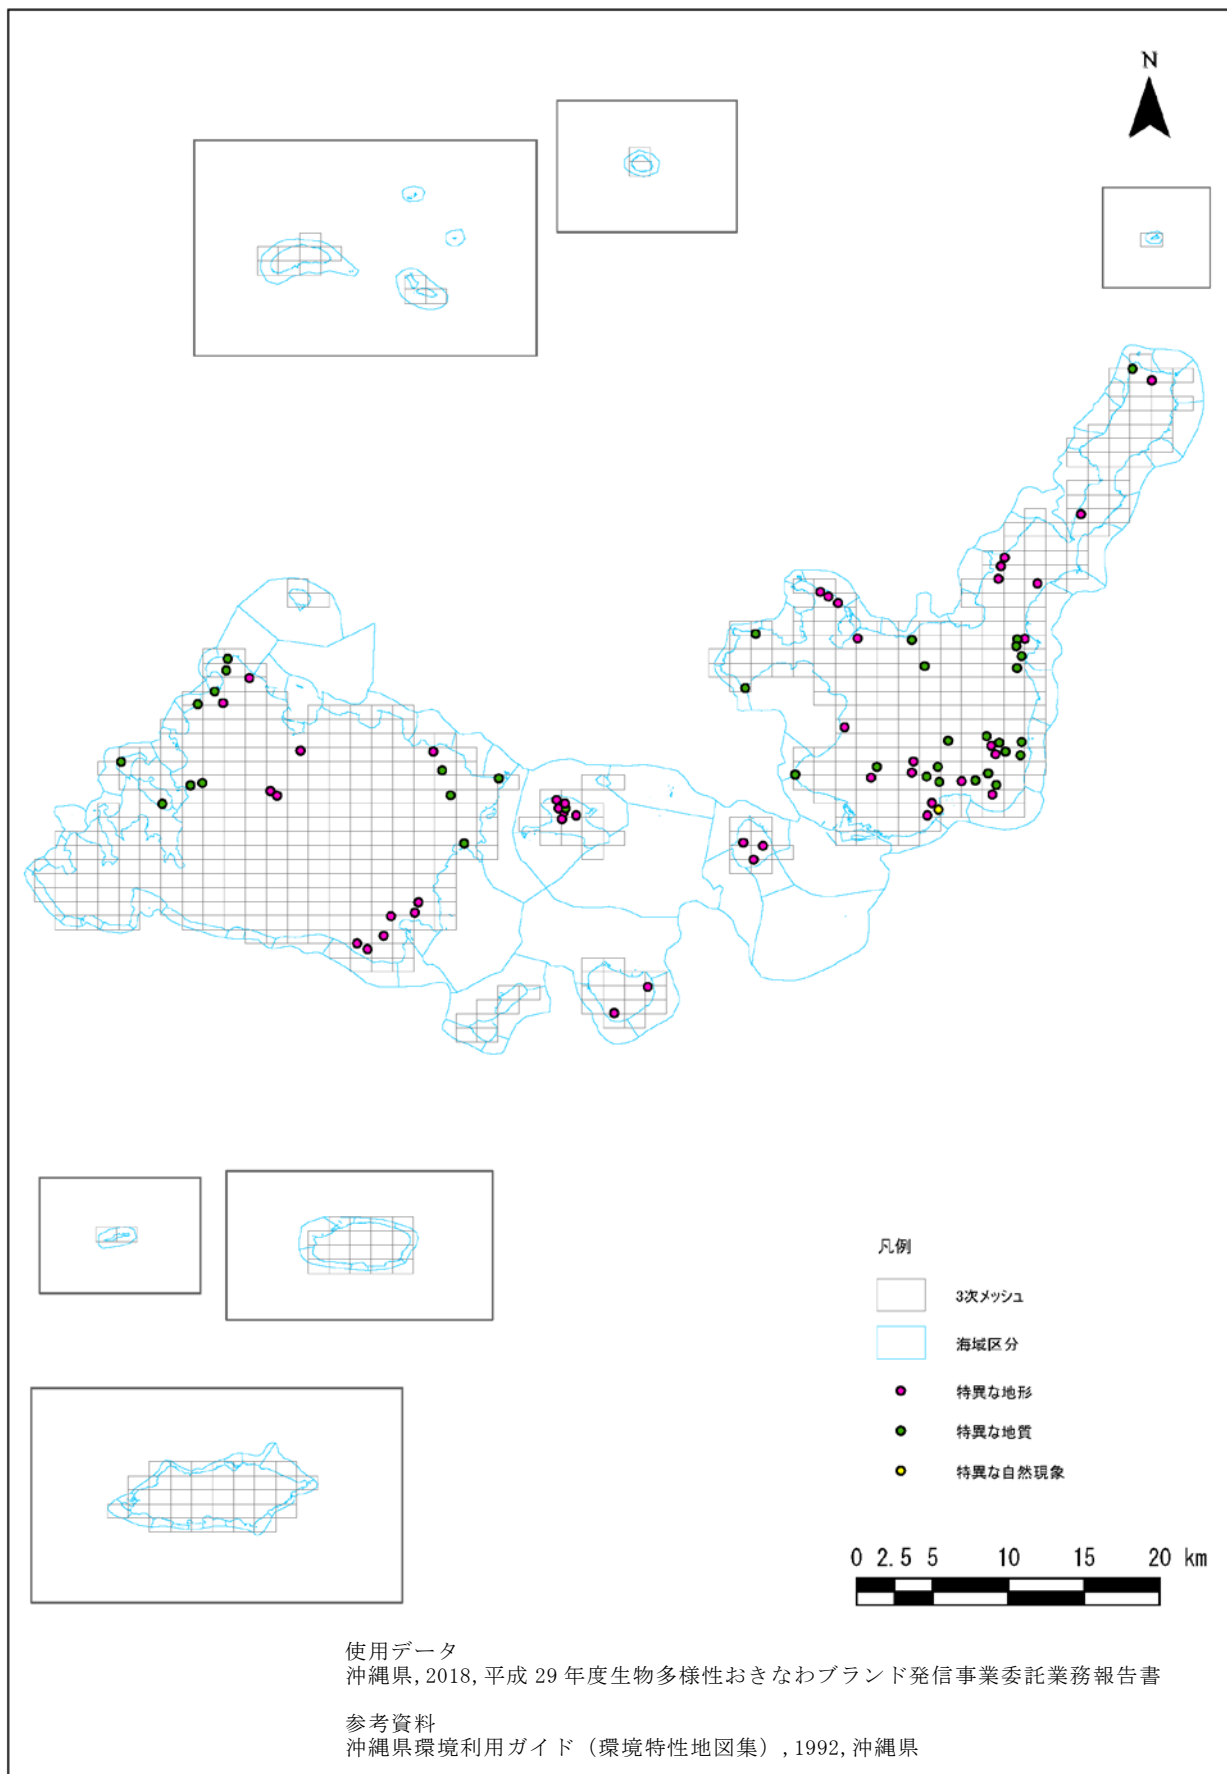 N
凡例
3次メッシュ
海域区分
特異な地形
特異な地質
特異な自然現象
0 2.5 5 10 15 20 km
使用データ
沖縄県,2018,平成 29 年度生物多様性おきなわブランド発信事業委託業務報告書
参考資料
沖縄県環境利用ガイド（環境特性地図集）,1992,沖縄県